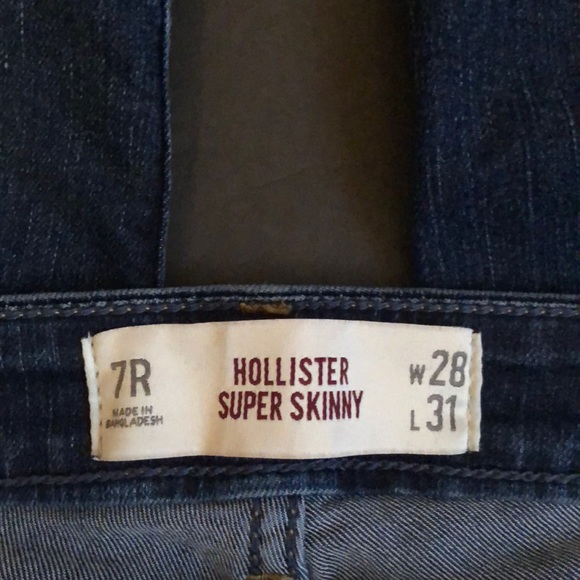 7R
MADE IN
BANGLADESH
HOLLISTER
SUPER SKINNY
W 28
L 31